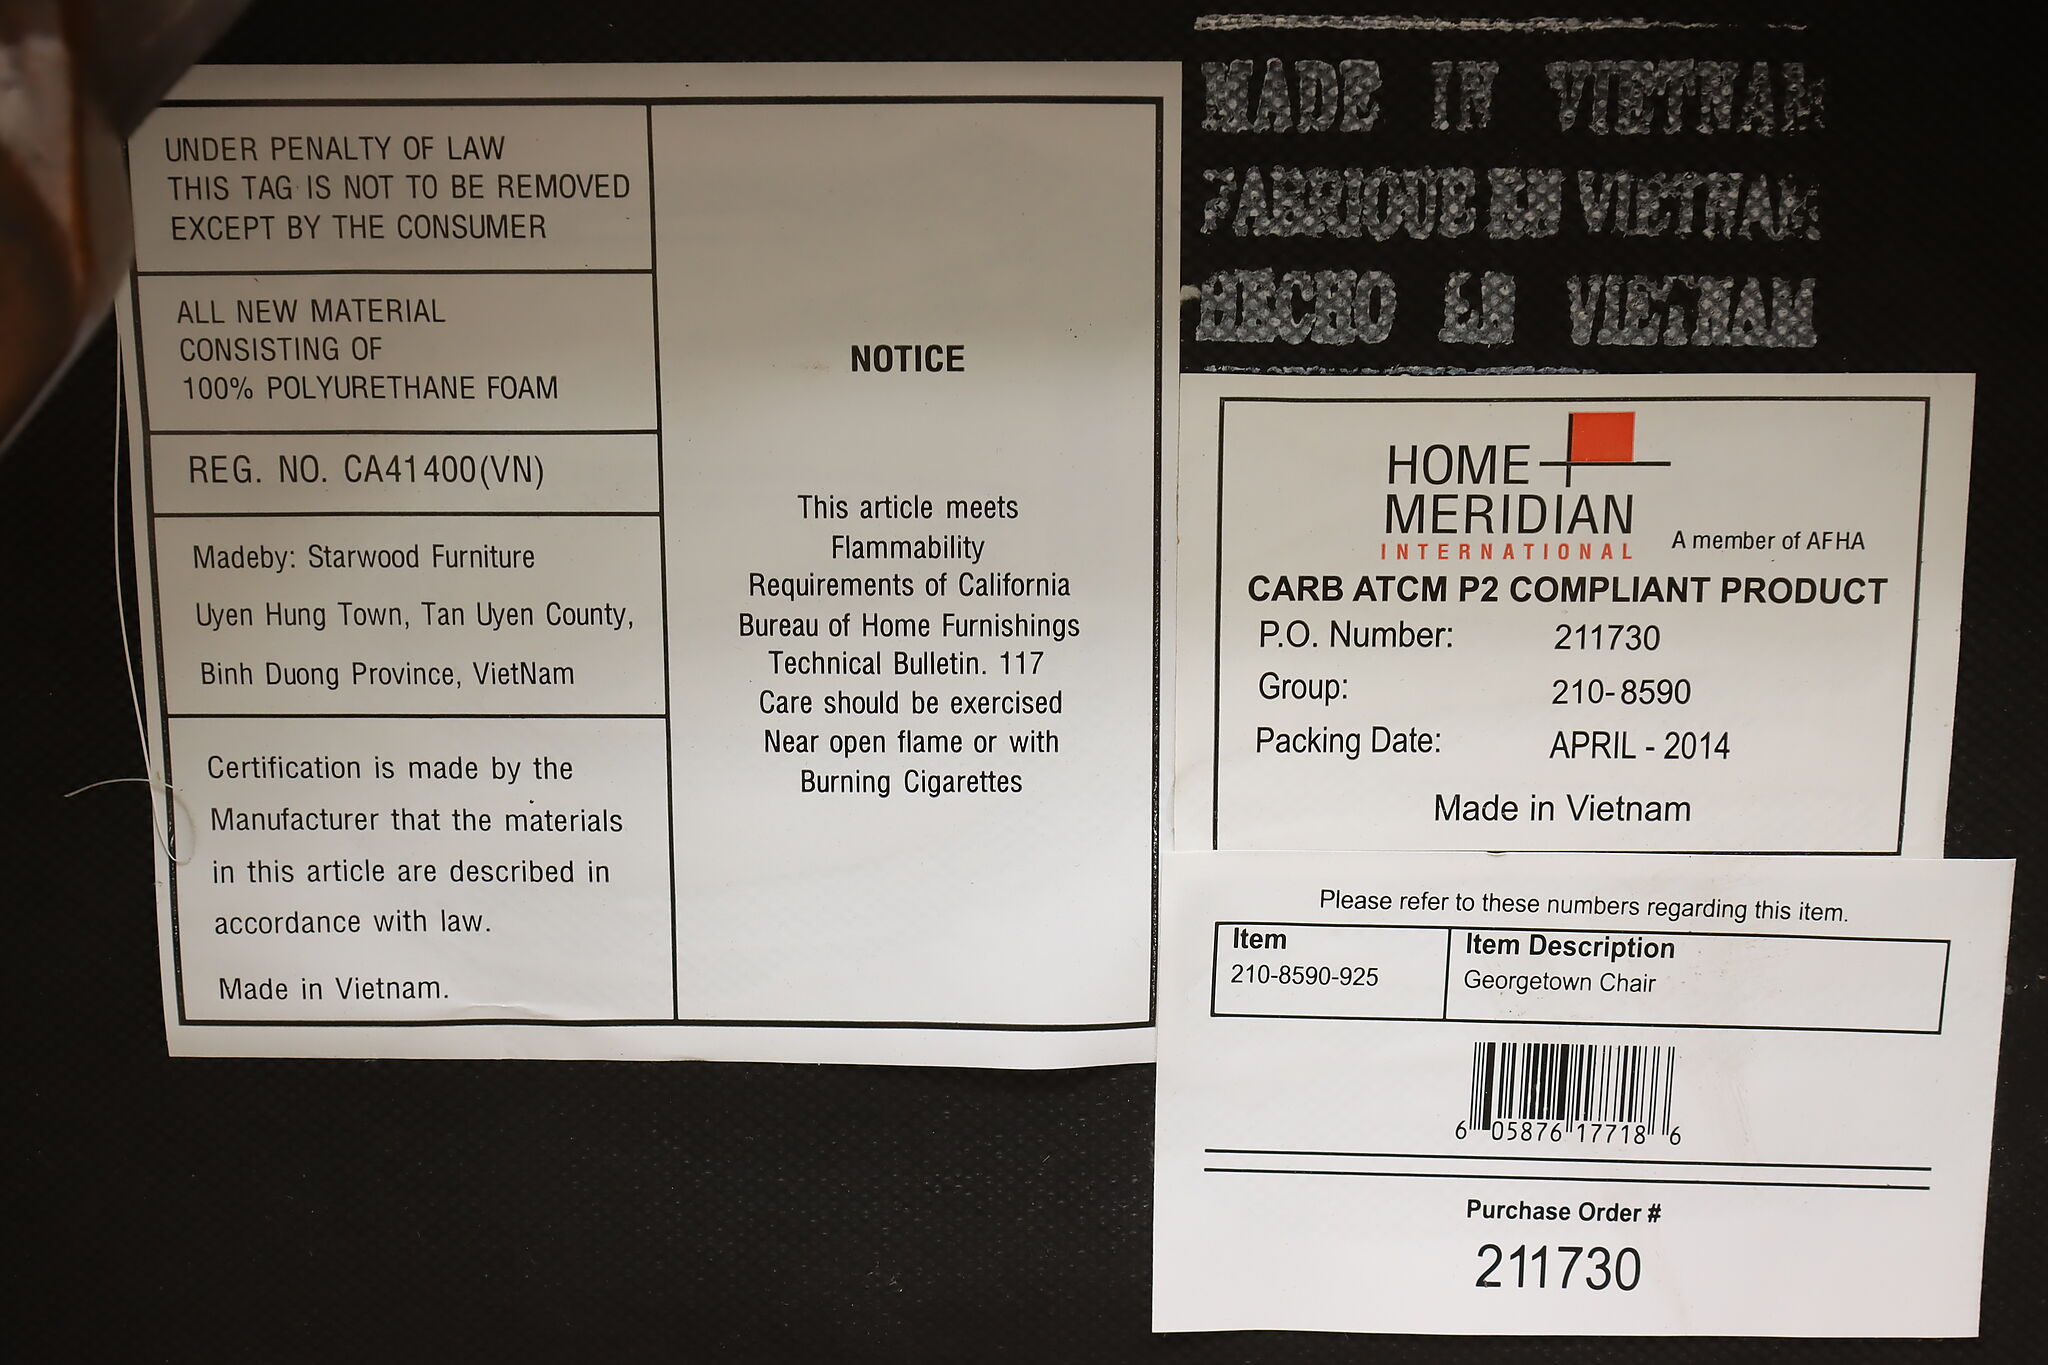 UNDER PENALTY OF LAW
THIS TAG IS NOT TO BE REMOVED
EXCEPT BY THE CONSUMER
ALL NEW MATERIAL
CONSISTING OF
100% POLYURETHANE FOAM
REG. NO. CA41400(VN)
Madeby: Starwood Furniture
Uyen Hung Town, Tan Uyen County,
Binh Duong Province, VietNam
Certification is made by the
Manufacturer that the materials
in this article are described in
accordance with law.
Made in Vietnam.
NOTICE
This article meets
Flammability
Requirements of California
Bureau of Home Furnishings
Technical Bulletin. 117
Care should be exercised
Near open flame or with
Burning Cigarettes
MADE IN VIETNAM
FABRIQUE EN VIETNAM
HECHO EN VIETNAM
HOME
MERIDIAN
INTERNATIONAL
A member of AFHA
CARB ATCM P2 COMPLIANT PRODUCT
P.O. Number: 211730
Group: 210-8590
Packing Date: APRIL - 2014
Made in Vietnam
Please refer to these numbers regarding this item.
Item Item Description
210-8590-925 Georgetown Chair
6 05876 17718 6
Purchase Order #
211730